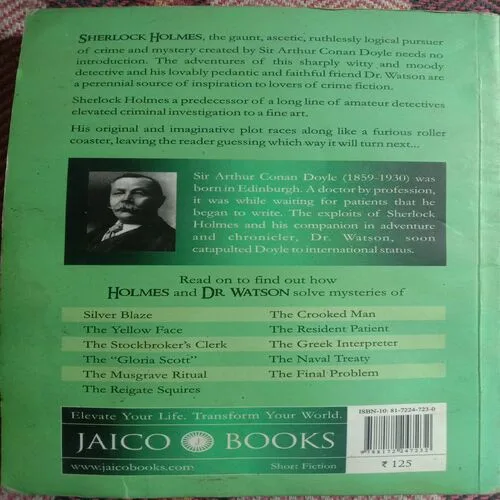 SHERLOCK HOLMES, the gaunt, ascetic, ruthlessly logical pursuer
of crime and mystery created by Sir Arthur Conan Doyle needs no
introduction. The adventures of this sharply witty and moody
detective and his lovably pedantic and faithful friend Dr. Watson are
a perennial source of inspiration to lovers of crime fiction.
Sherlock Holmes a predecessor of a long line of amateur detectives
elevated criminal investigation to a fine art.
His original and imaginative plot races along like a furious roller
coaster, leaving the reader guessing which way it will turn next...
Sir Arthur Conan Doyle (1859-1930) was
born in Edinburgh. A doctor by profession,
it was while waiting for patients that he
began to write. The exploits of Sherlock
Holmes and his companion in adventure
and chronicler, Dr. Watson, soon
catapulted Doyle to international status.
Read on to find out how
HOLMES and DR WATSON solve mysteries of
Silver Blaze
The Yellow Face
The Stockbroker's Clerk
The "Gloria Scott"
The Musgrave Ritual
The Reigate Squires
The Crooked Man
The Resident Patient
The Greek Interpreter
The Naval Treaty
The Final Problem
Elevate Your Life. Transform Your World.
JAICO BOOKS
www.jaicobooks.com
Short Fiction
ISBN-10: 81-7224-723-0
9 788172 247232
₹ 125